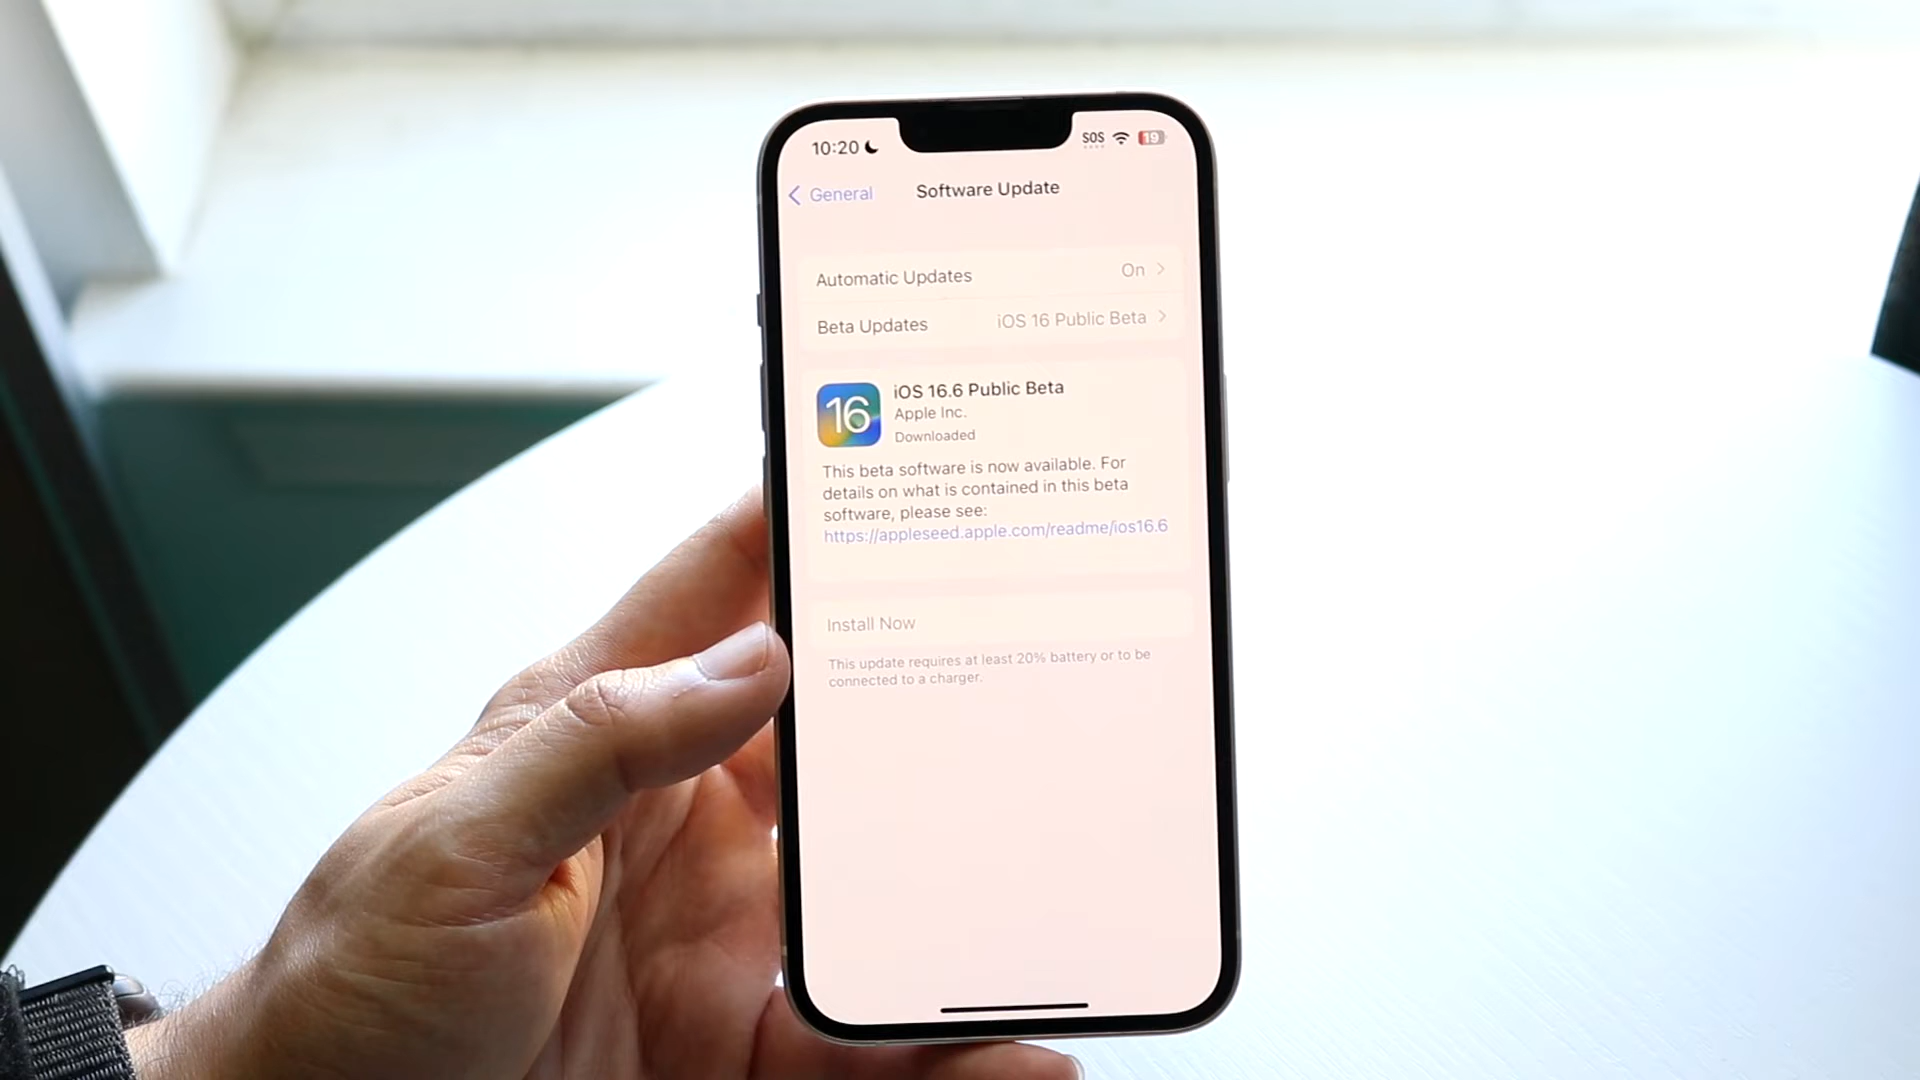 10:20 SOS 19
General Software Update
Automatic Updates On
Beta Updates iOS 16 Public Beta
16
iOS 16.6 Public Beta
Apple Inc.
Downloaded
This beta software is now available. For
details on what is contained in this beta
software, please see:
https://appleseed.apple.com/readme/ios16.6
Install Now
This update requires at least 20% battery or to be
connected to a charger.